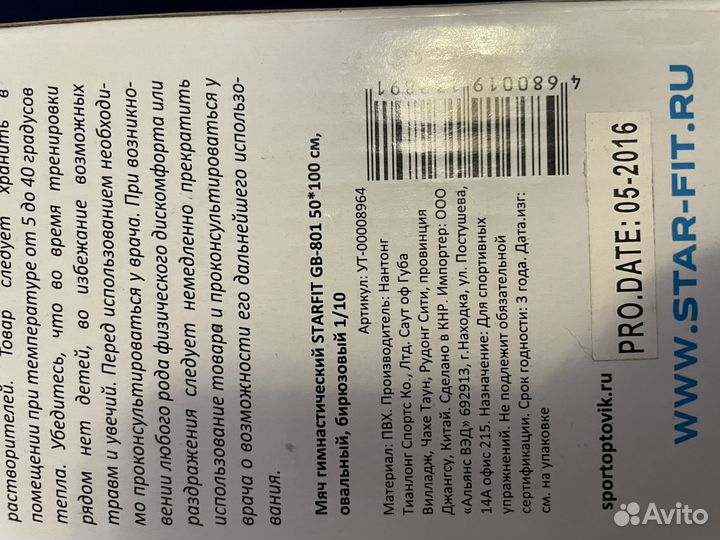 растворителей. Товар следует хранить в
помещении при температуре от 5 до 40 градусов
тепла. Убедитесь, что во время тренировки
рядом нет детей, во избежание возможных
травм и увечий. Перед использованием необходи-
мо проконсультироваться у врача. При возникно-
вении любого рода физического дискомфорта или
раздражения следует немедленно прекратить
использование товара и проконсультироваться у
врача о возможности его дальнейшего использо-
вания.
Мяч гимнастический STARFIT GB-801 50*100 см,
овальный, бирюзовый 1/10
Артикул: УТ-00008964
Материал: ПВХ. Производитель: Нантонг
Тианлонг Спортс Ко., Лтд, Саут оф Губа
Вилладж, Чахе Таун, Рудонг Сити, провинция
Джангсу, Китай. Сделано в КНР. Импортер: ООО
«Альянс ВЭД» 692913, г.Находка, ул. Постушева,
14А офис 215. Назначение: Для спортивных
упражнений. Не подлежит обязательной
сертификации. Срок годности: 3 года. Дата.изг:
см. на упаковке
sportoptovik.ru
PRO.DATE: 05-2016
WWW.STAR-FIT.RU
Avito